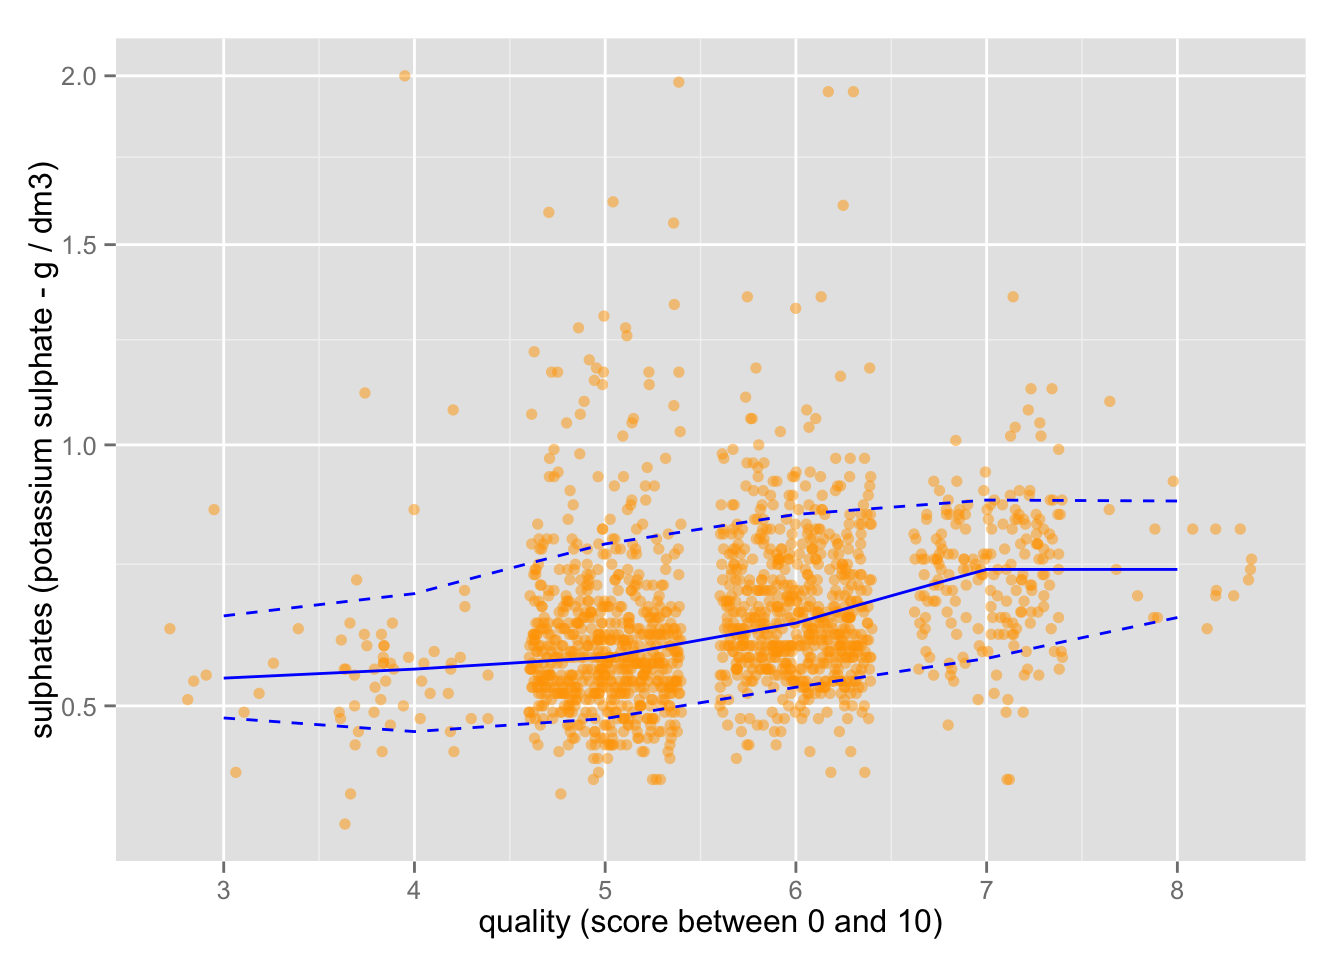 sulphates (potassium sulphate - g / dm3)
2.0
1.5
1.0
0.5
3 4 5 6 7 8
quality (score between 0 and 10)